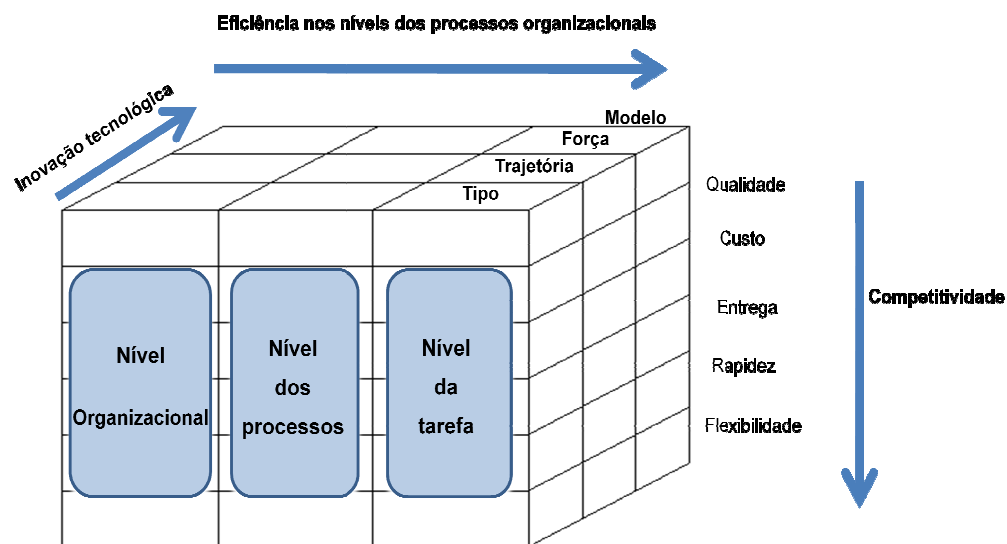 Eficiência nos níveis dos processos organizacionais
Inovação tecnológica
Modelo
Força
Trajetória
Tipo
Qualidade
Custo
Entrega
Rapidez
Flexibilidade
Competitividade
Nível
Organizacional
Nível
dos
processos
Nível
da
tarefa